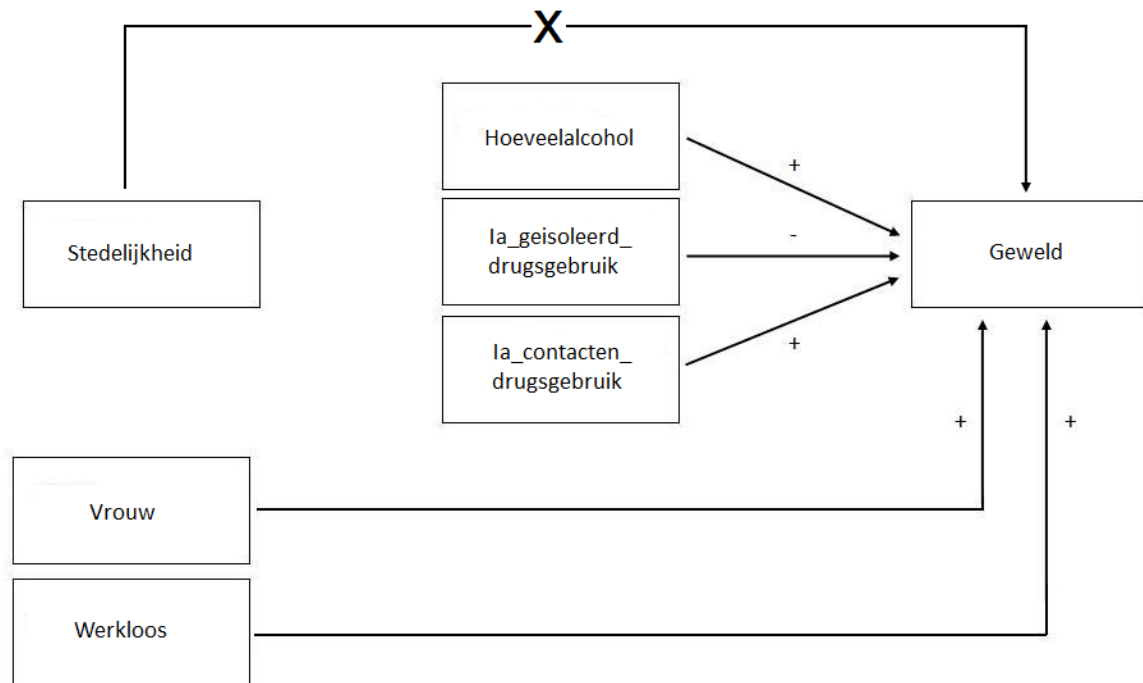 X
Hoeveelalcohol
+
Stedelijkheid
Ia_geisoleerd_
drugsgebruik
-
Geweld
Ia_contacten_
drugsgebruik
+
+
+
Vrouw
Werkloos